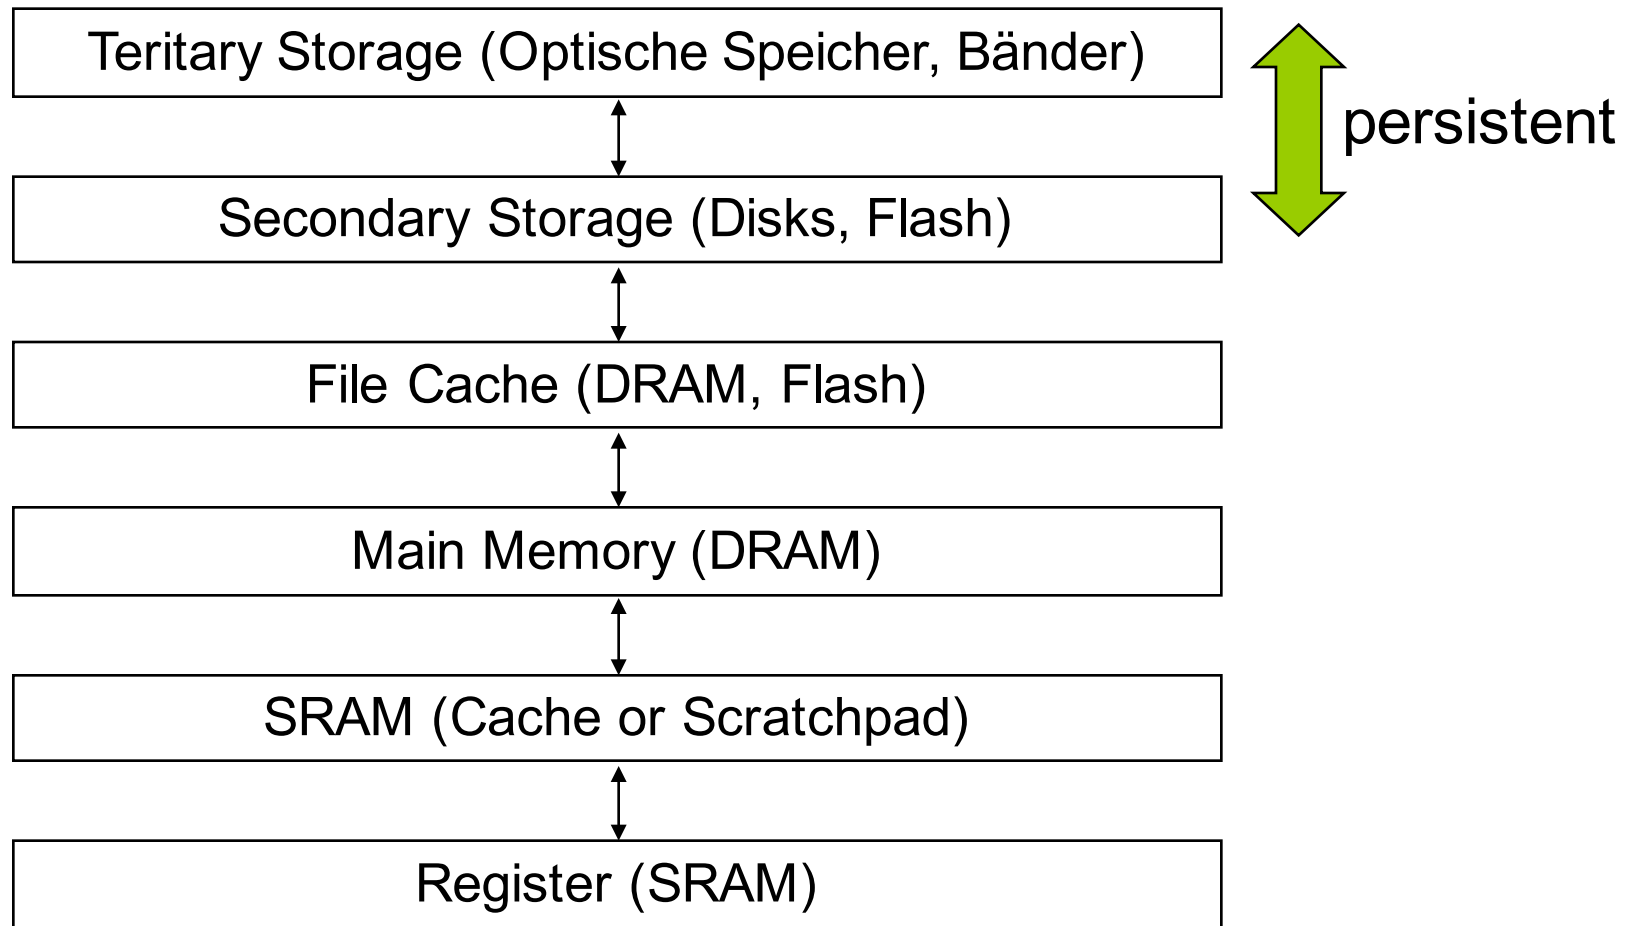 Teritary Storage (Optische Speicher, Bänder)
persistent
Secondary Storage (Disks, Flash)
File Cache (DRAM, Flash)
Main Memory (DRAM)
SRAM (Cache or Scratchpad)
Register (SRAM)